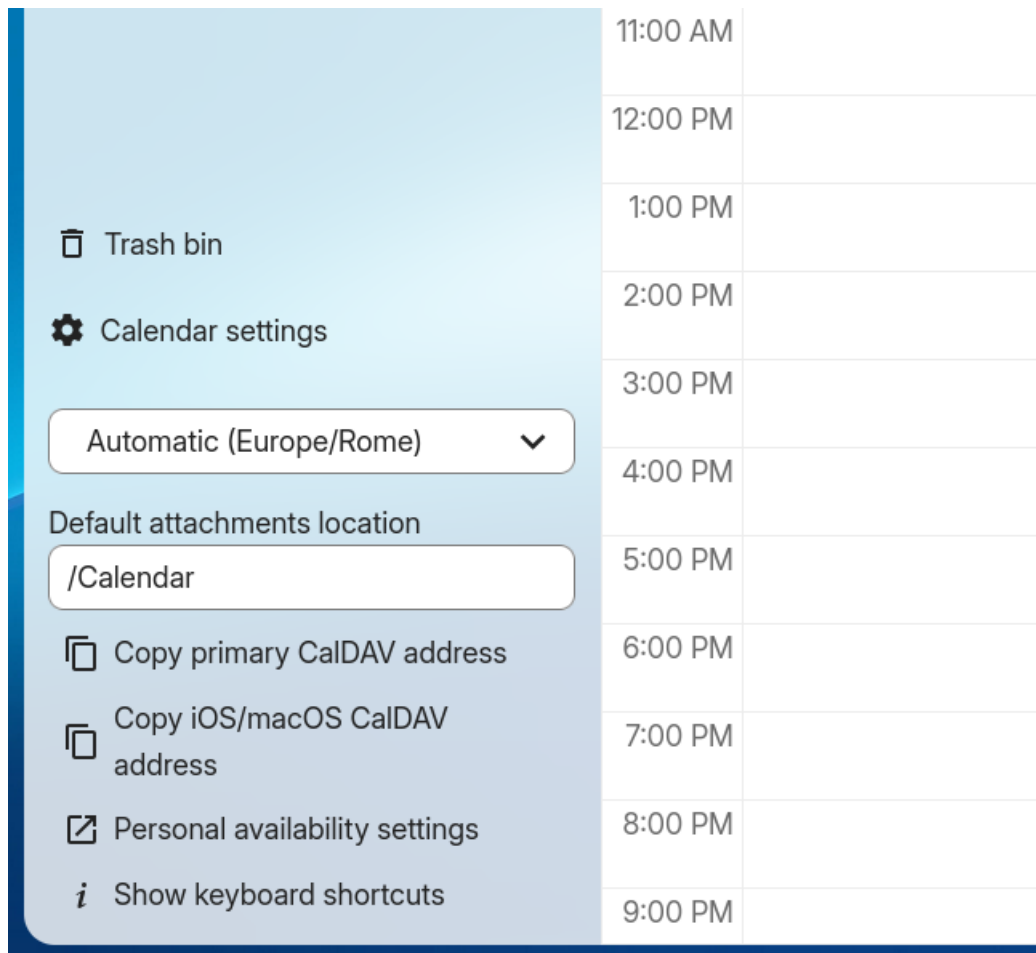 Trash bin
Calendar settings
Automatic (Europe/Rome)
Default attachments location
/Calendar
Copy primary CalDAV address
Copy iOS/macOS CalDAV
address
Personal availability settings
Show keyboard shortcuts
11:00 AM
12:00 PM
1:00 PM
2:00 PM
3:00 PM
4:00 PM
5:00 PM
6:00 PM
7:00 PM
8:00 PM
9:00 PM